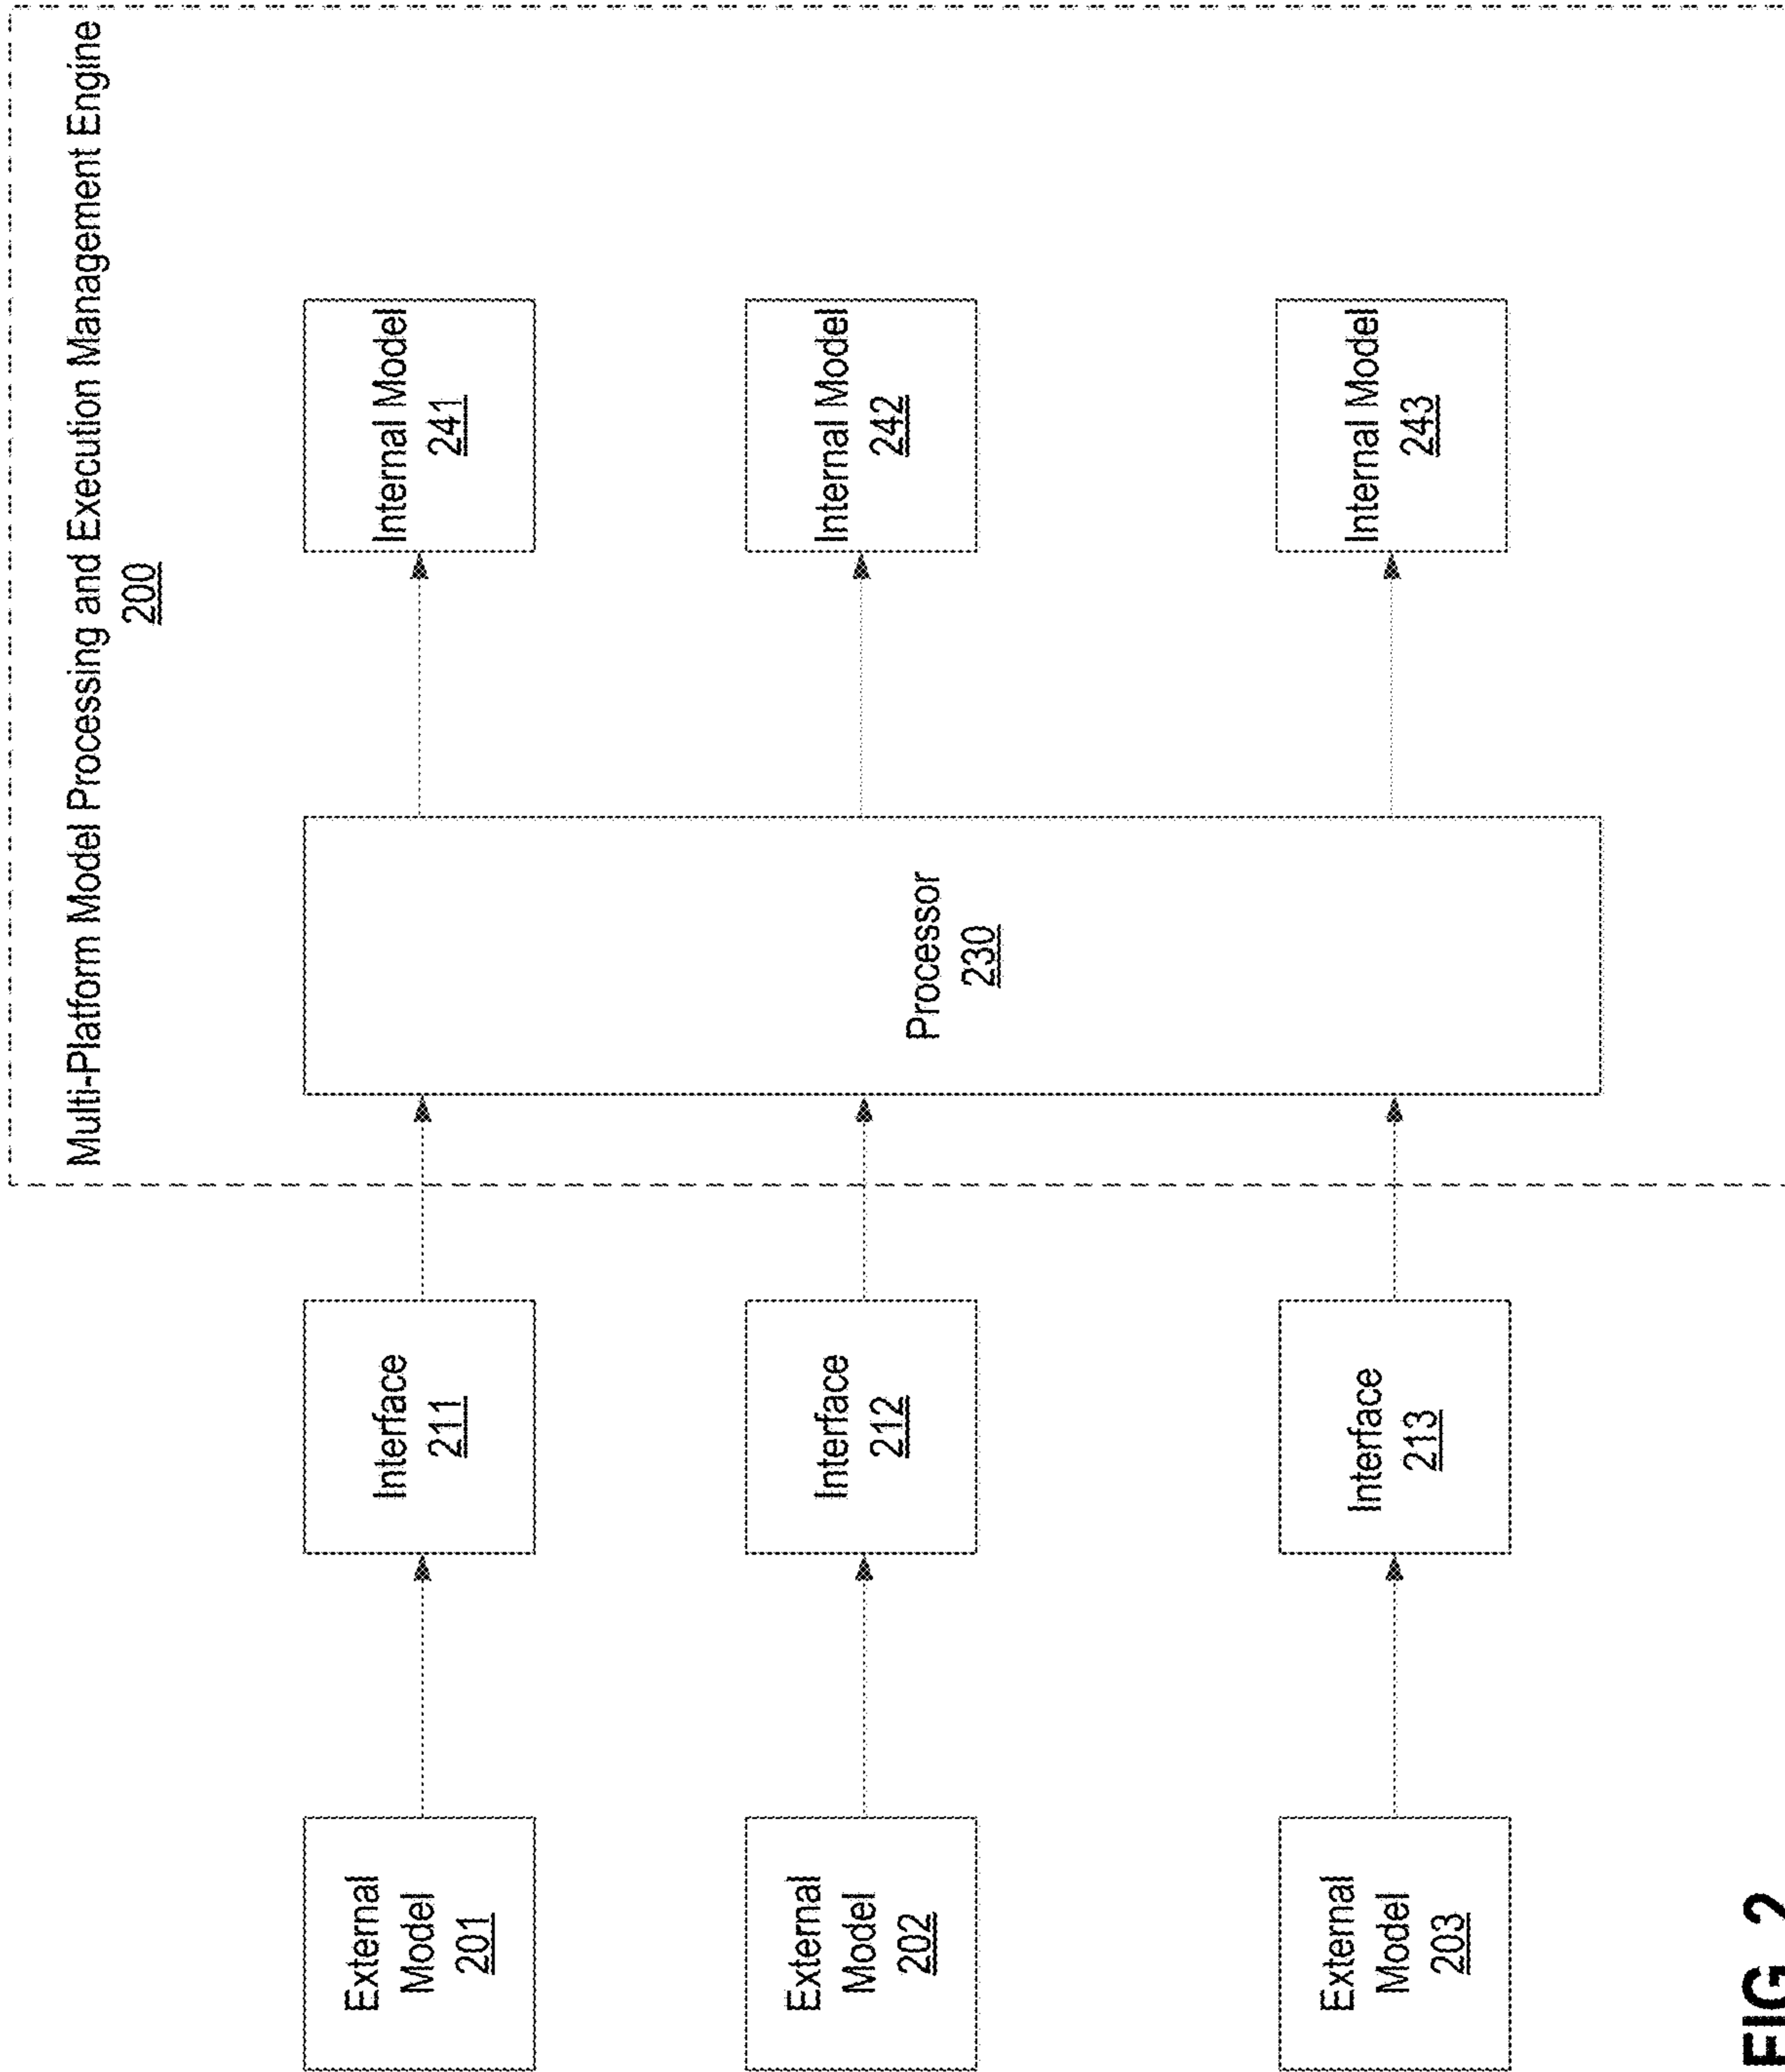 Multi-Platform Model Processing and Execution Management Engine
200
External
Model
201
Interface
211
Internal Model
241
External
Model
202
Interface
212
Processor
230
Internal Model
242
External
Model
203
Interface
213
Internal Model
243
FIG. 2